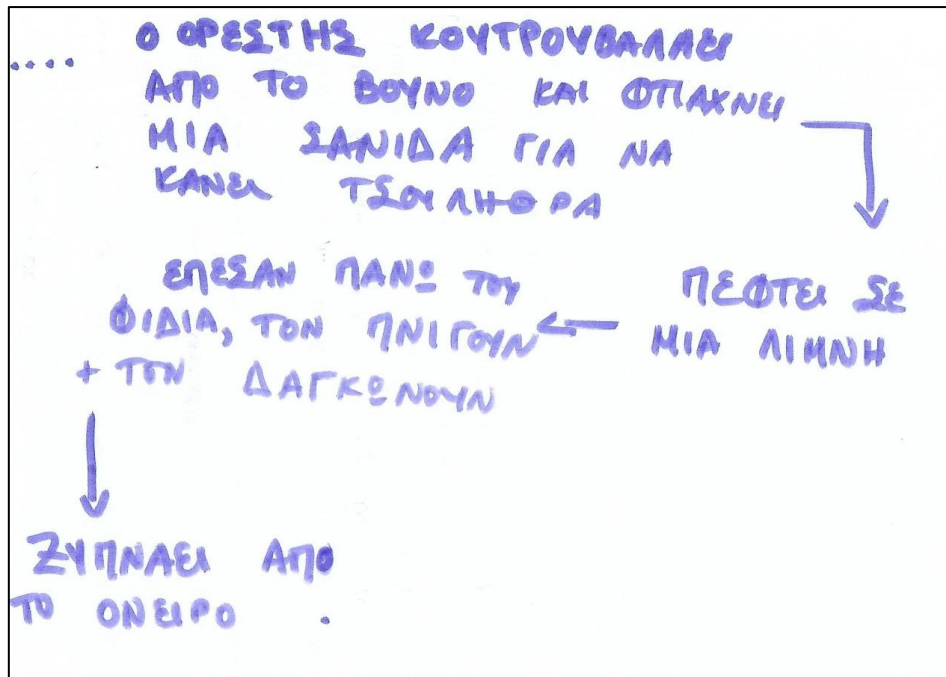 .... Ο ΟΡΕΣΤΗΣ ΚΟΥΤΡΟΥΒΑΛΑΕΙ
ΑΠΟ ΤΟ ΒΟΥΝΟ ΚΑΙ ΦΤΙΑΧΝΕΙ
ΜΙΑ ΣΑΝΙΔΑ ΓΙΑ ΝΑ
ΚΑΝΕΙ ΤΣΟΥΛΗΘΡΑ
ΠΕΦΤΕΙ ΣΕ
ΜΙΑ ΛΙΜΝΗ
ΕΠΕΣΑΝ ΠΑΝΩ ΤΟΥ
ΦΙΔΙΑ, ΤΟΝ ΠΝΙΓΟΥΝ
+ ΤΟΝ ΔΑΓΚΩΝΟΥΝ
ΞΥΠΝΑΕΙ ΑΠΟ
ΤΟ ΟΝΕΙΡΟ .